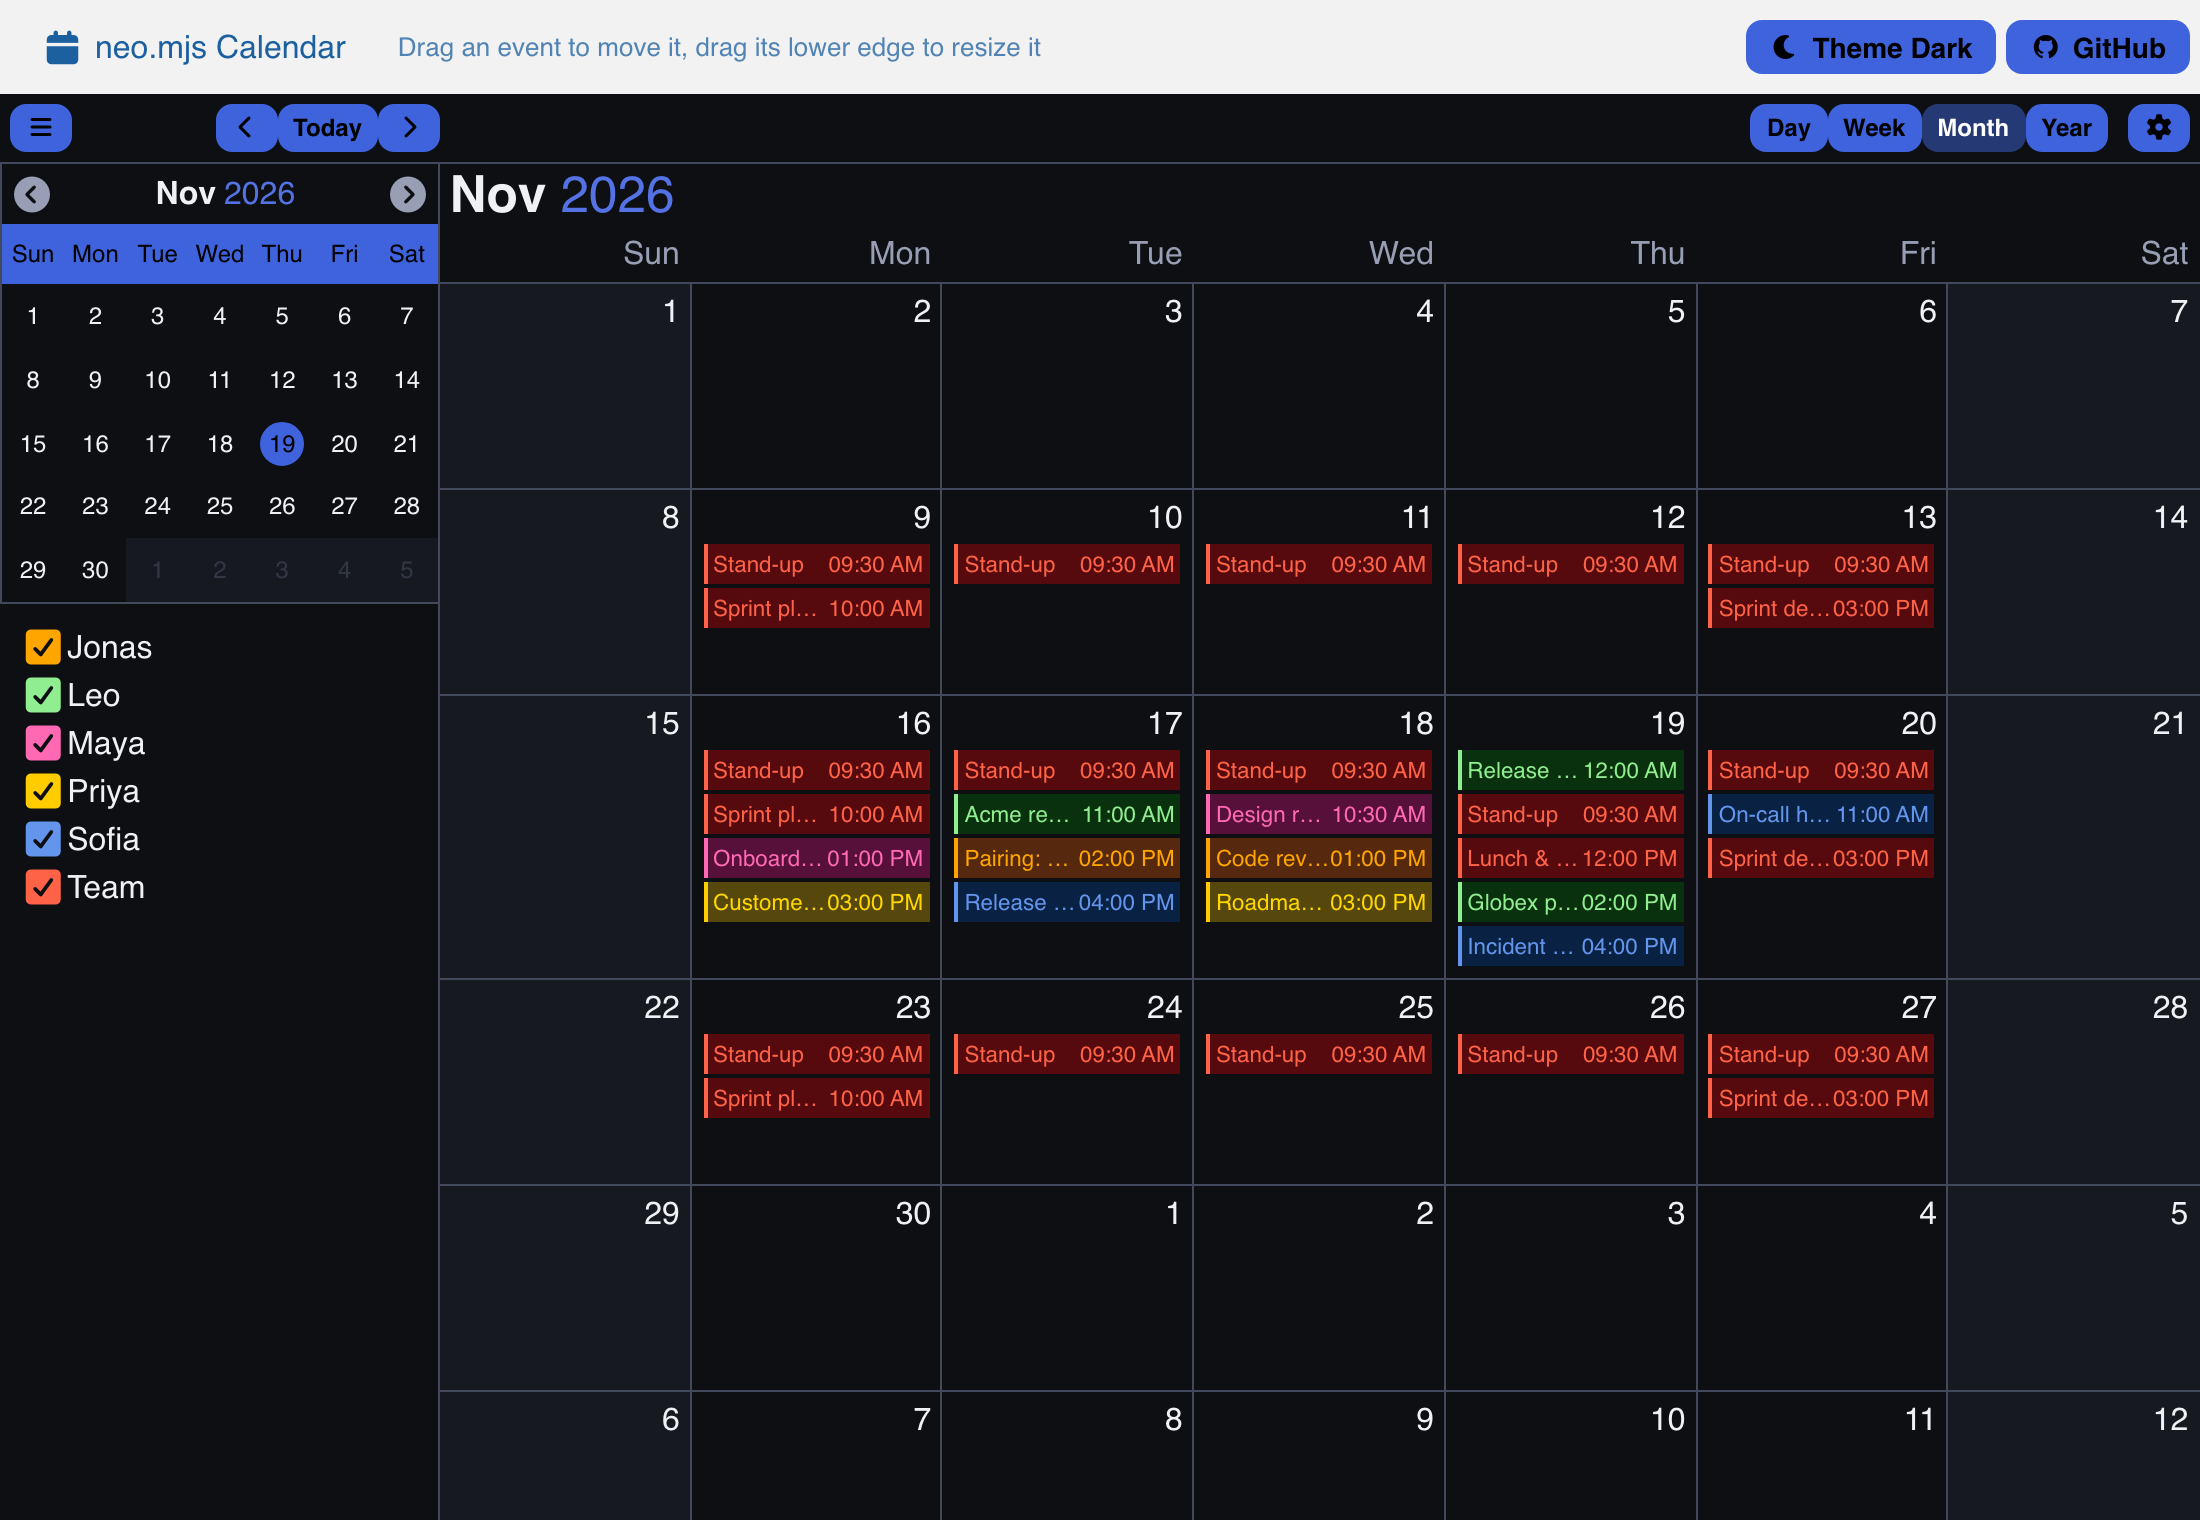 neo.mjs Calendar Drag an event to move it, drag its lower edge to resize it Theme Dark GitHub
Today Day Week Month Year
Nov 2026
Sun Mon Tue Wed Thu Fri Sat
1 2 3 4 5 6 7
8 9 10 11 12 13 14
15 16 17 18 19 20 21
22 23 24 25 26 27 28
29 30 1 2 3 4 5
Jonas
Leo
Maya
Priya
Sofia
Team
Nov 2026
Sun Mon Tue Wed Thu Fri Sat
1 2 3 4 5 6 7
8 9 10 11 12 13 14
Stand-up 09:30 AM Stand-up 09:30 AM Stand-up 09:30 AM Stand-up 09:30 AM Stand-up 09:30 AM
Sprint pl... 10:00 AM Sprint de... 03:00 PM
15 16 17 18 19 20 21
Stand-up 09:30 AM Stand-up 09:30 AM Stand-up 09:30 AM Release ... 12:00 AM Stand-up 09:30 AM
Sprint pl... 10:00 AM Acme re... 11:00 AM Design r... 10:30 AM Stand-up 09:30 AM On-call h... 11:00 AM
Onboard... 01:00 PM Pairing: ... 02:00 PM Code rev... 01:00 PM Lunch & ... 12:00 PM Sprint de... 03:00 PM
Custome... 03:00 PM Release ... 04:00 PM Roadma... 03:00 PM Globex p... 02:00 PM
Incident ... 04:00 PM
22 23 24 25 26 27 28
Stand-up 09:30 AM Stand-up 09:30 AM Stand-up 09:30 AM Stand-up 09:30 AM Stand-up 09:30 AM
Sprint pl... 10:00 AM Sprint de... 03:00 PM
29 30 1 2 3 4 5
6 7 8 9 10 11 12